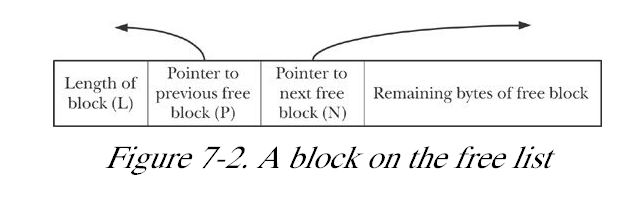 Length of
block (L)
Pointer to
previous free
block (P)
Pointer to
next free
block (N)
Remaining bytes of free block
Figure 7-2. A block on the free list